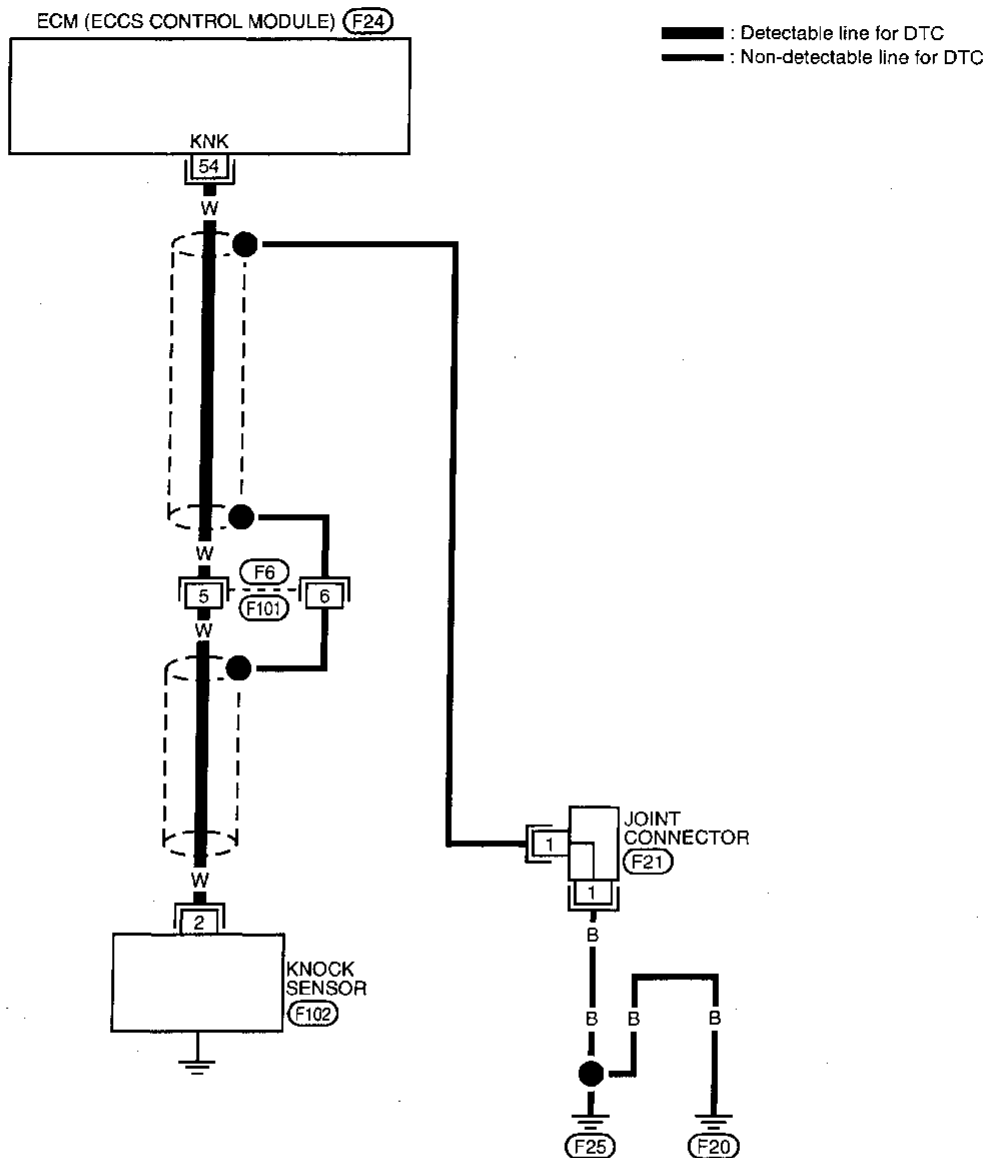 ECM (ECCS CONTROL MODULE) F24
: Detectable line for DTC
: Non-detectable line for DTC
KNK
54
W
W
5
F6
F101
6
W
W
2
KNOCK
SENSOR
F102
1
JOINT
CONNECTOR
F21
1
B
B
B
B
F25
F20